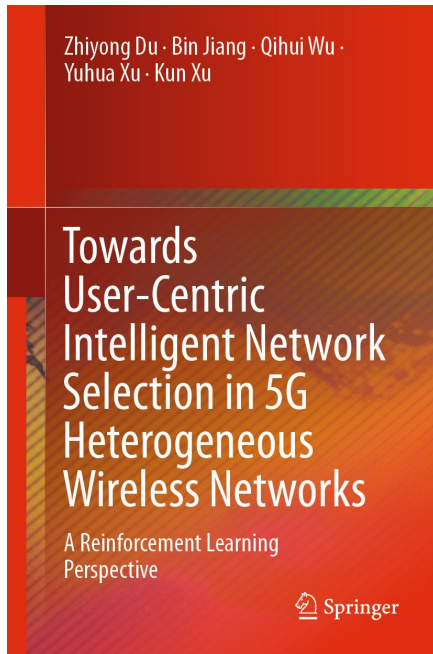 Zhiyong Du · Bin Jiang · Qihui Wu ·
Yuhua Xu · Kun Xu
Towards
User-Centric
Intelligent Network
Selection in 5G
Heterogeneous
Wireless Networks
A Reinforcement Learning
Perspective
Springer